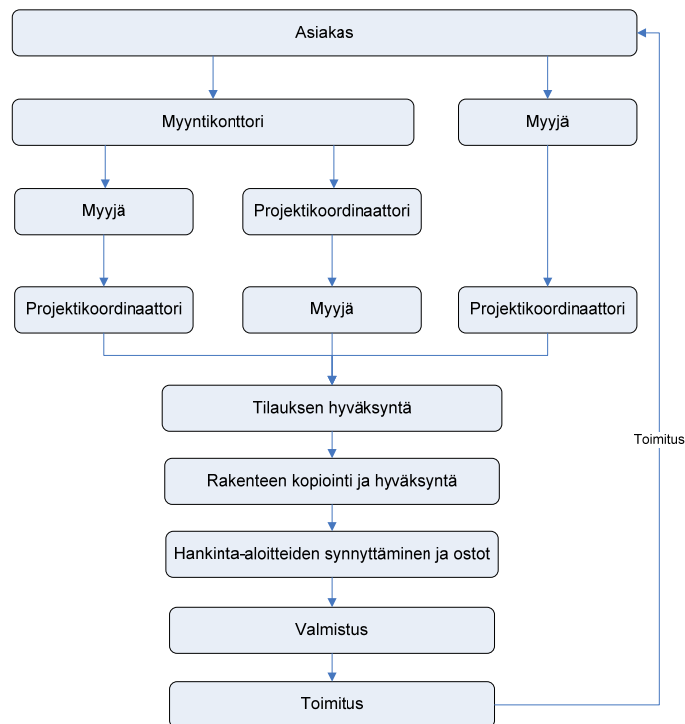 Asiakas
Myyntikonttori
Myyjä
Myyjä
Projektikoordinaattori
Projektikoordinaattori
Myyjä
Projektikoordinaattori
Tilauksen hyväksyntä
Toimitus
Rakenteen kopiointi ja hyväksyntä
Hankinta-aloitteiden synnyttäminen ja ostot
Valmistus
Toimitus